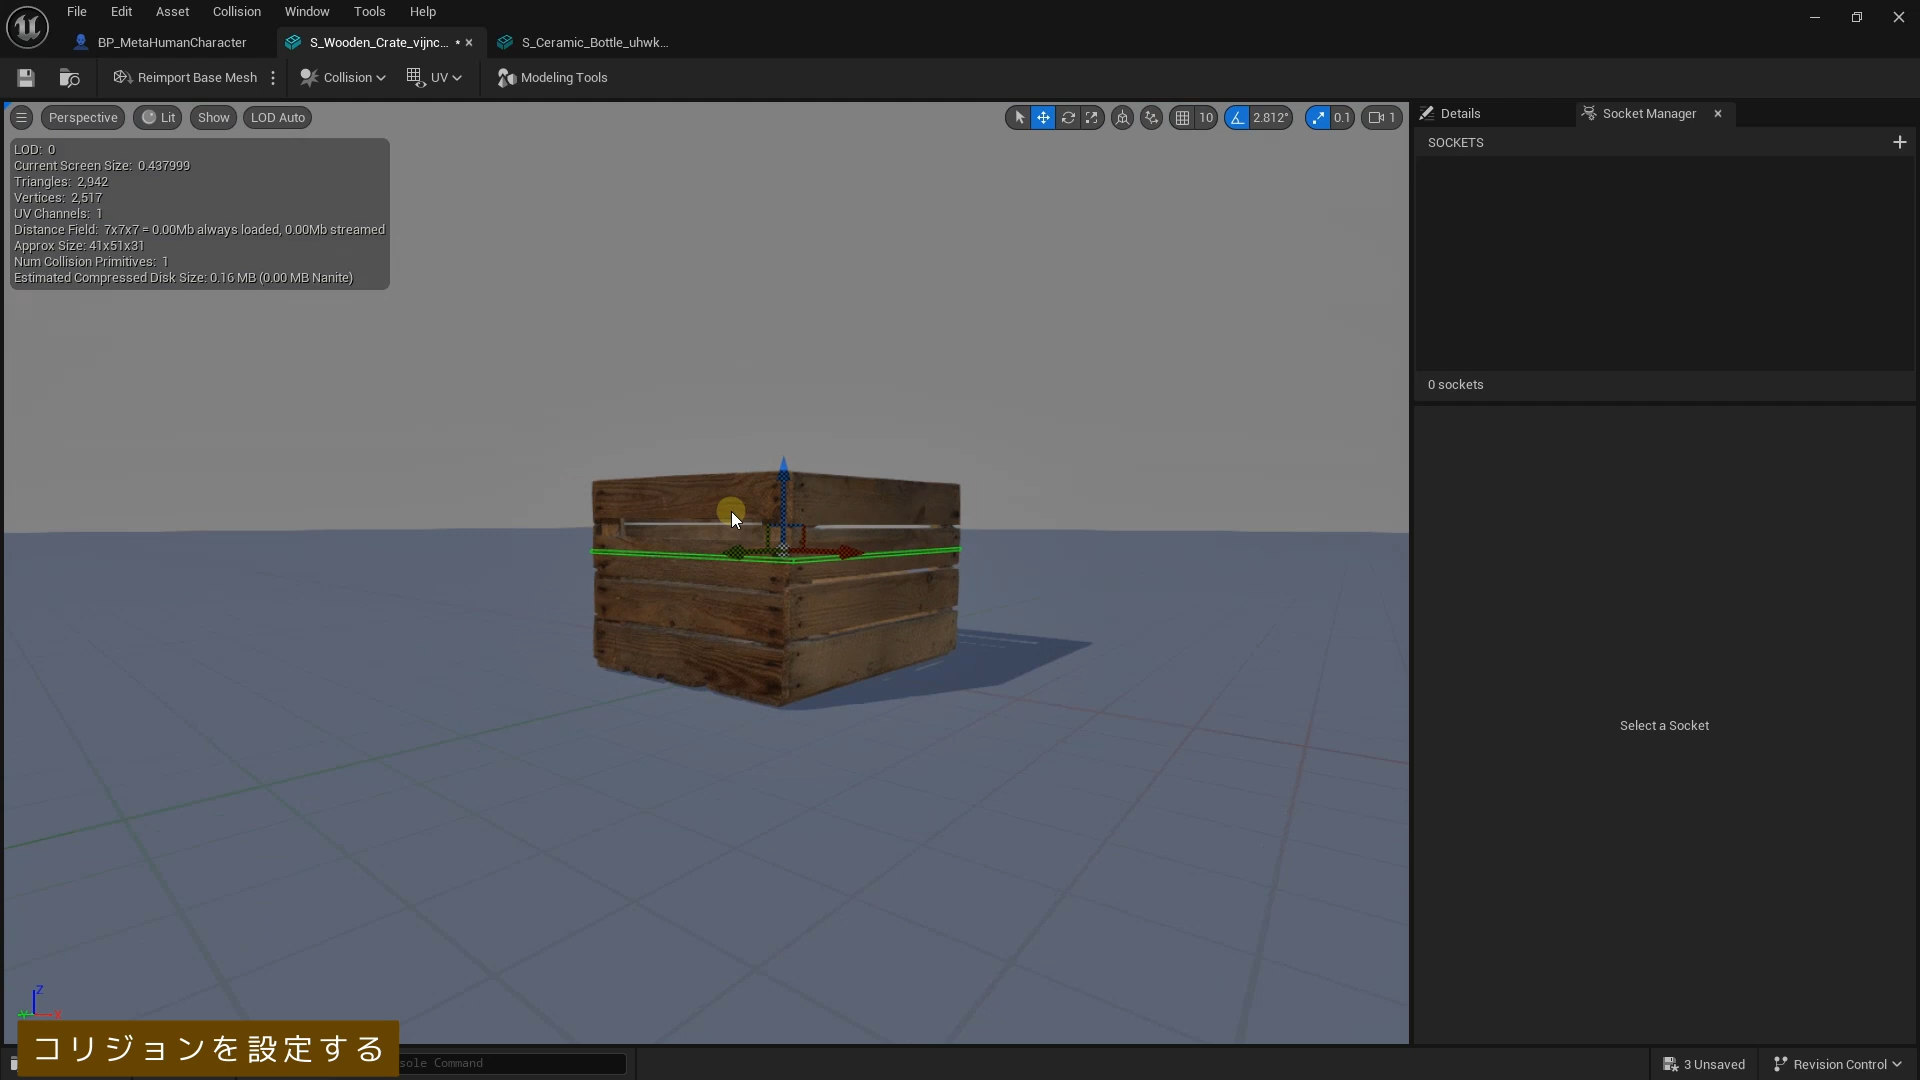 File Edit Asset Collision Window Tools Help
BP_MetaHumanCharacter S_Wooden_Crate_vijnc... * S_Ceramic_Bottle_uhwk...
Reimport Base Mesh Collision UV Modeling Tools
Perspective Lit Show LOD Auto 10 2.812° 0.1 1
LOD: 0
Current Screen Size: 0.437999
Triangles: 2,942
Vertices: 2,517
UV Channels: 1
Distance Field: 7x7x7 = 0.00Mb always loaded, 0.00Mb streamed
Approx Size: 41x51x31
Num Collision Primitives: 1
Estimated Compressed Disk Size: 0.16 MB (0.00 MB Nanite)
Details Socket Manager
SOCKETS
0 sockets
Select a Socket
Z
Y X
コリジョンを設定する
sole Command
3 Unsaved Revision Control